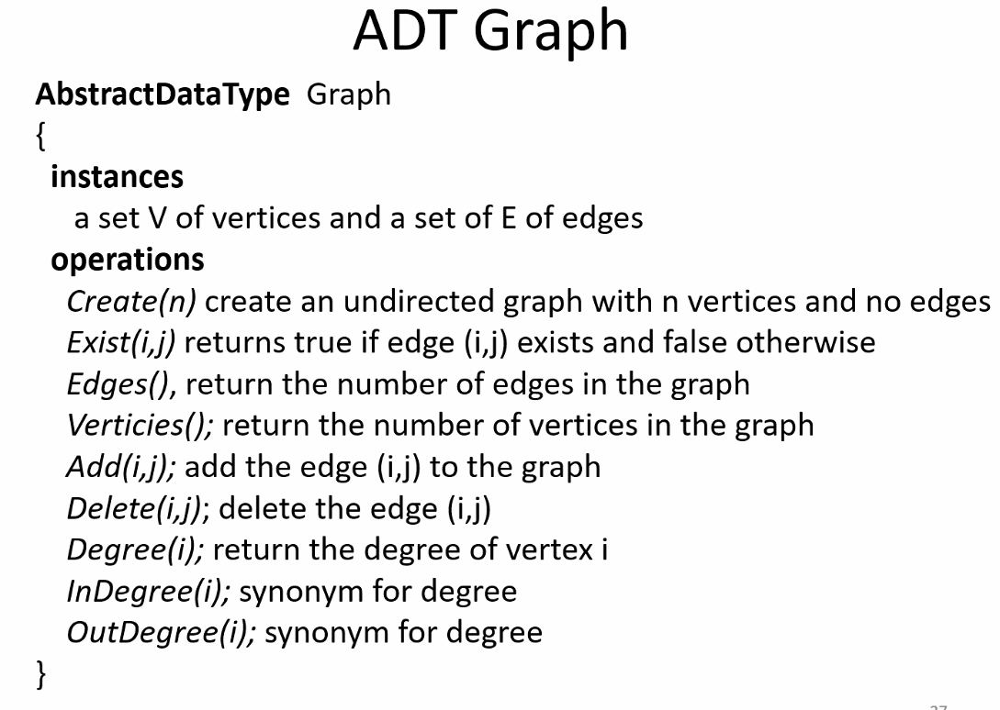 ADT Graph
AbstractDataType Graph
{
instances
a set V of vertices and a set of E of edges
operations
Create(n) create an undirected graph with n vertices and no edges
Exist(i,j) returns true if edge (i,j) exists and false otherwise
Edges(), return the number of edges in the graph
Verticies(); return the number of vertices in the graph
Add(i,j); add the edge (i,j) to the graph
Delete(i,j); delete the edge (i,j)
Degree(i); return the degree of vertex i
InDegree(i); synonym for degree
OutDegree(i); synonym for degree
}